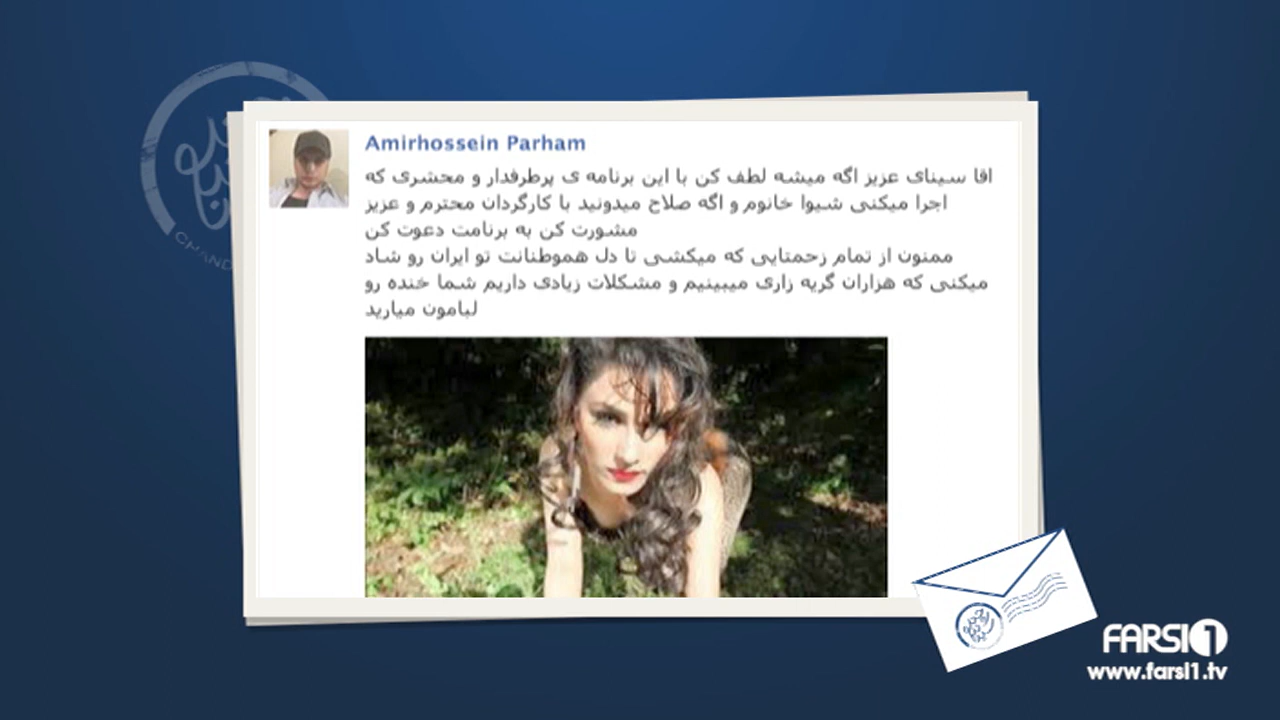 Amirhossein Parham
اقا سینای عزیز اگه میشه لطف کن با این برنامه ی پرطرفدار و محشری که
اجرا میکنی شیوا خانوم و اگه صلاح میدونید با کارگردان محترم و عزیز
مشورت کن به برنامت دعوت کن
ممنون از تمام زحمتایی که میکشی تا دل هموطنانت تو ایران رو شاد
میکنی که هزاران گریه زاری میبینیم و مشکلات زیادی داریم شما خنده رو
لبامون میارید
FARSI1
www.farsi1.tv